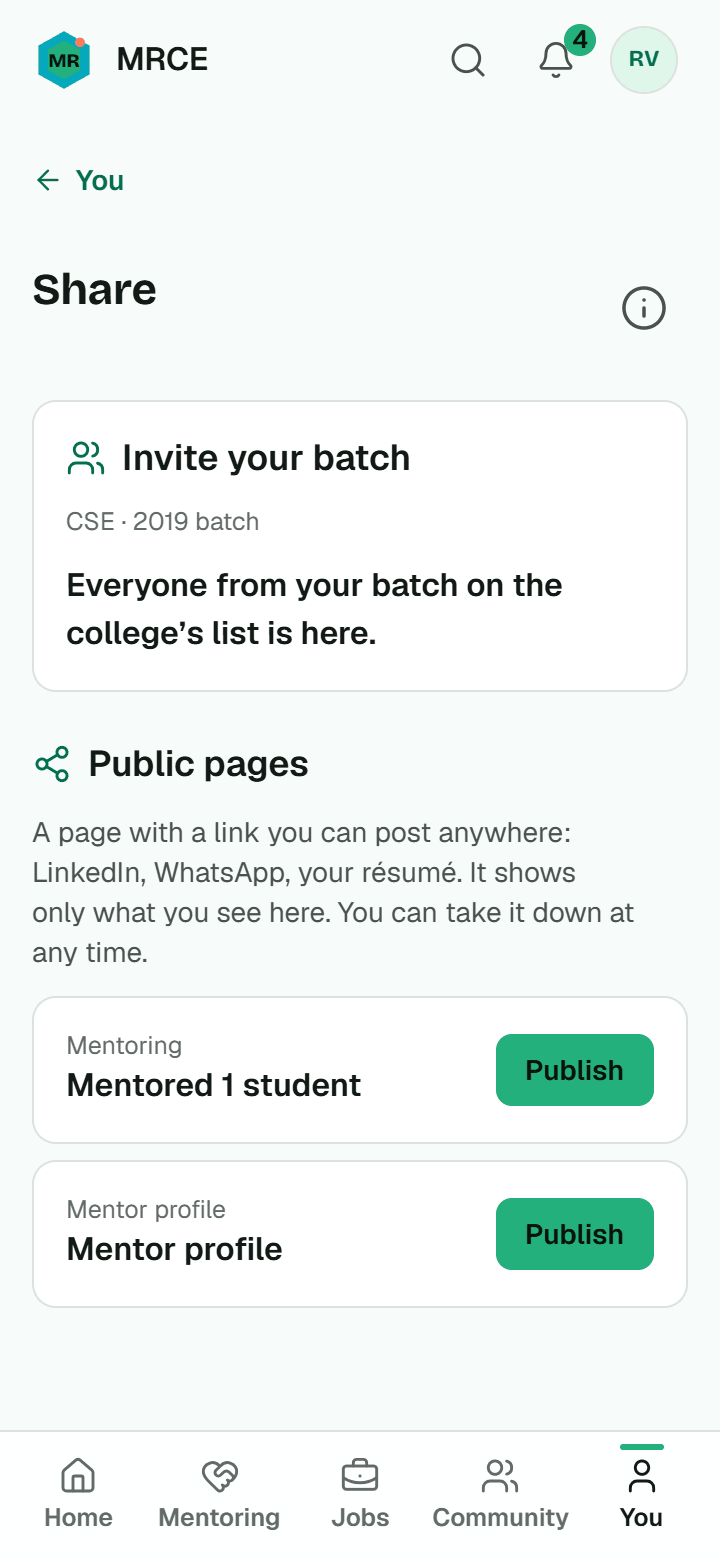 MR
MRCE
4
RV
You
Share
Invite your batch
CSE · 2019 batch
Everyone from your batch on the
college’s list is here.
Public pages
A page with a link you can post anywhere:
LinkedIn, WhatsApp, your résumé. It shows
only what you see here. You can take it down at
any time.
Mentoring
Mentored 1 student
Publish
Mentor profile
Mentor profile
Publish
Home
Mentoring
Jobs
Community
You